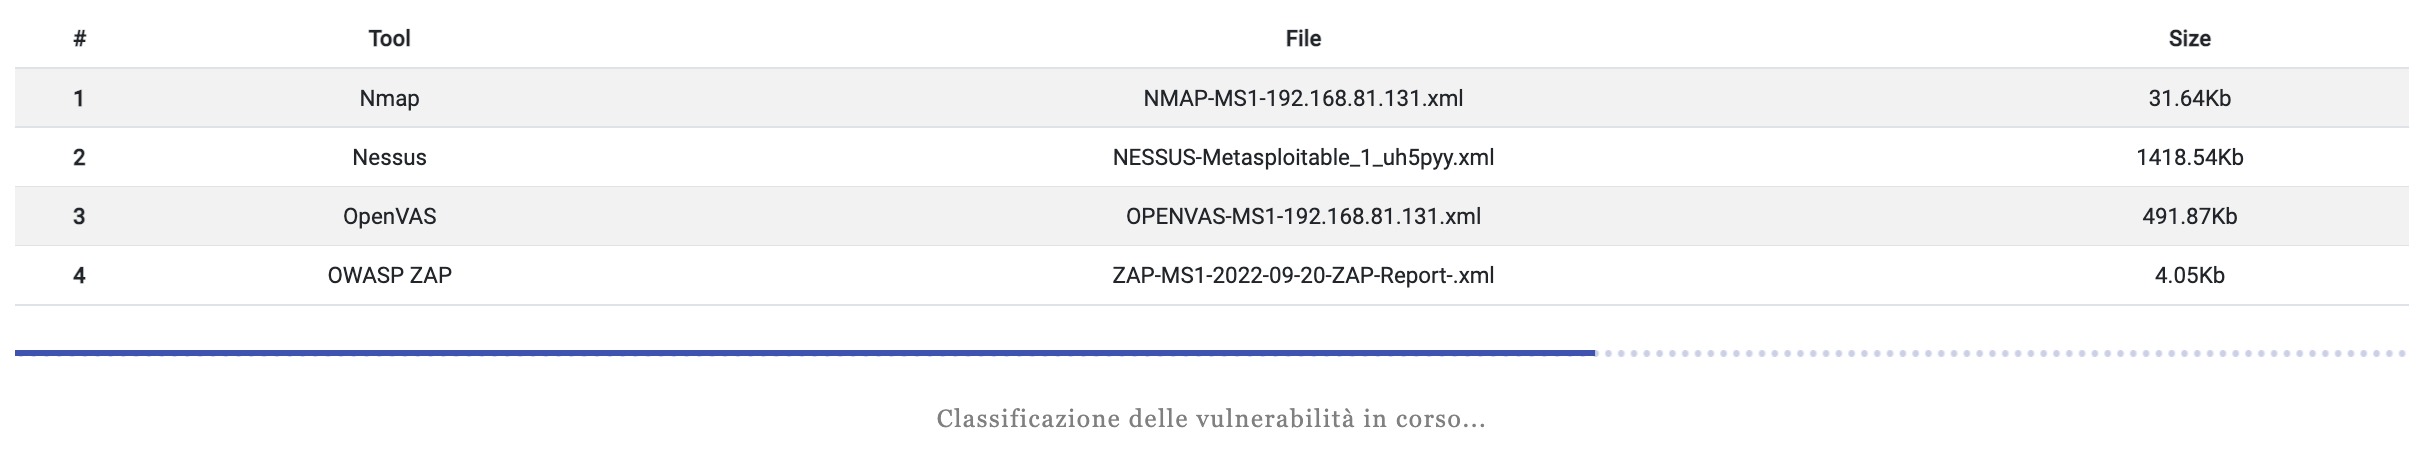 # Tool File Size
1 Nmap NMAP-MS1-192.168.81.131.xml 31.64Kb
2 Nessus NESSUS-Metasploitable_1_uh5pyy.xml 1418.54Kb
3 OpenVAS OPENVAS-MS1-192.168.81.131.xml 491.87Kb
4 OWASP ZAP ZAP-MS1-2022-09-20-ZAP-Report-.xml 4.05Kb
Classificazione delle vulnerabilità in corso...